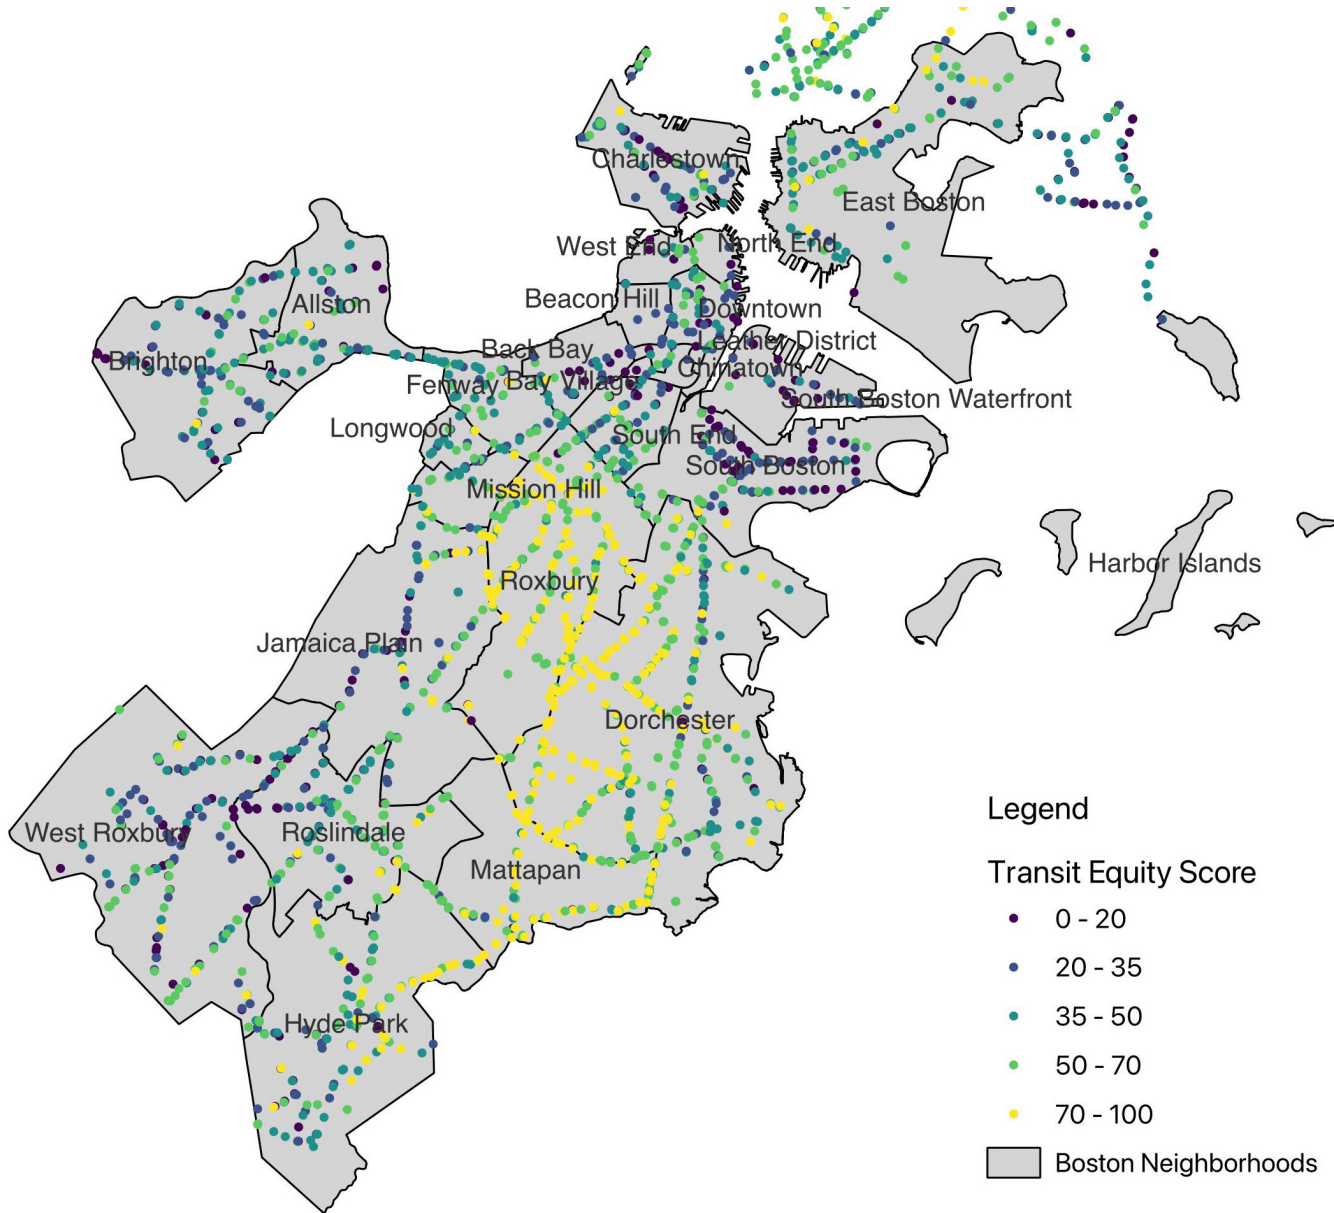 Charlestown
East Boston
West End
North End
Beacon Hill
Downtown
Allston
Leather District
Back Bay
Chinatown
Brighton
Fenway
Bay Village
South Boston Waterfront
Longwood
South End
South Boston
Mission Hill
Harbor Islands
Roxbury
Jamaica Plain
Dorchester
West Roxbury
Roslindale
Mattapan
Hyde Park
Legend
Transit Equity Score
0 - 20
20 - 35
35 - 50
50 - 70
70 - 100
Boston Neighborhoods